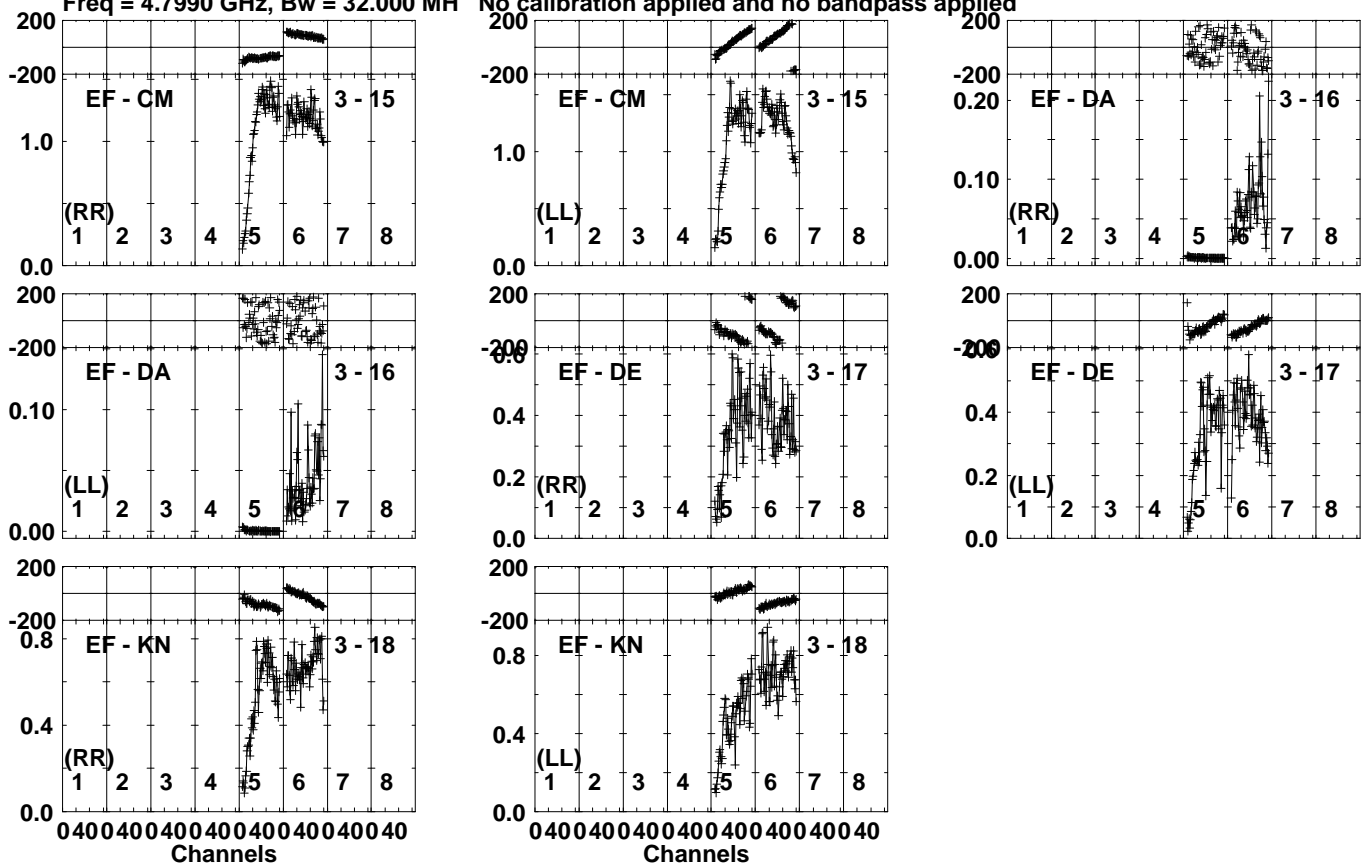 Freq = 4.7990 GHz, Bw = 32.000 MH No calibration applied and no bandpass applied
200 200 200
-200 -200 -200
EF - CM 3 - 15 EF - CM 3 - 15 EF - DA 3 - 16
0.20
1.0 1.0
0.10
(RR) (LL) (RR)
1 2 3 4 5 6 7 8 1 2 3 4 5 6 7 8 1 2 3 4 5 6 7 8
0.0 0.0 0.00
200 200 200
-200 -200 -200
0.6 0.6
EF - DA 3 - 16 EF - DE 3 - 17 EF - DE 3 - 17
0.10 0.4 0.4
0.2 0.2
(LL) (RR) (LL)
1 2 3 4 5 6 7 8 1 2 3 4 5 6 7 8 1 2 3 4 5 6 7 8
0.00 0.0 0.0
200 200
-200 -200
0.8 EF - KN 3 - 18 0.8 EF - KN 3 - 18
0.4 0.4
(RR) (LL)
1 2 3 4 5 6 7 8 1 2 3 4 5 6 7 8
0.0 0.0
0 40 0 40 0 40 0 40 0 40 0 40 0 40 0 40 0 40 0 40 0 40 0 40 0 40 0 40 0 40 0 40
Channels Channels